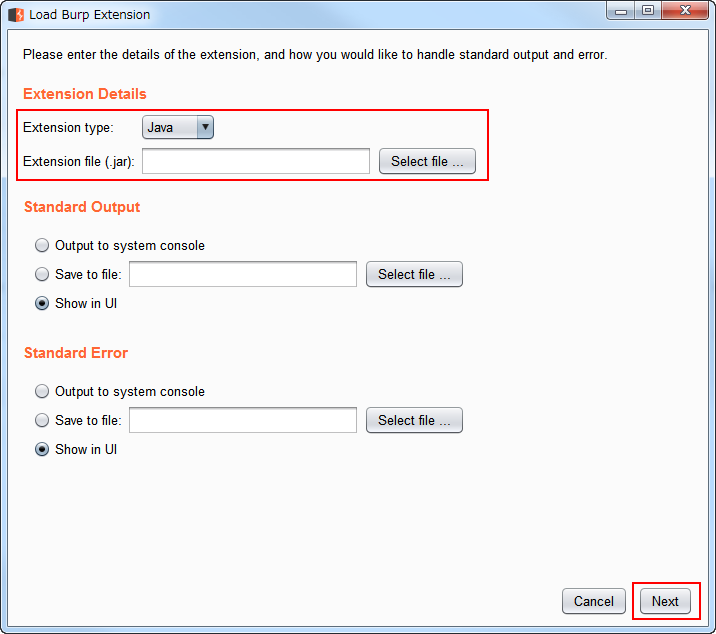 Load Burp Extension
Please enter the details of the extension, and how you would like to handle standard output and error.
Extension Details
Extension type: Java
Extension file (.jar): Select file ...
Standard Output
Output to system console
Save to file: Select file ...
Show in UI
Standard Error
Output to system console
Save to file: Select file ...
Show in UI
Cancel Next